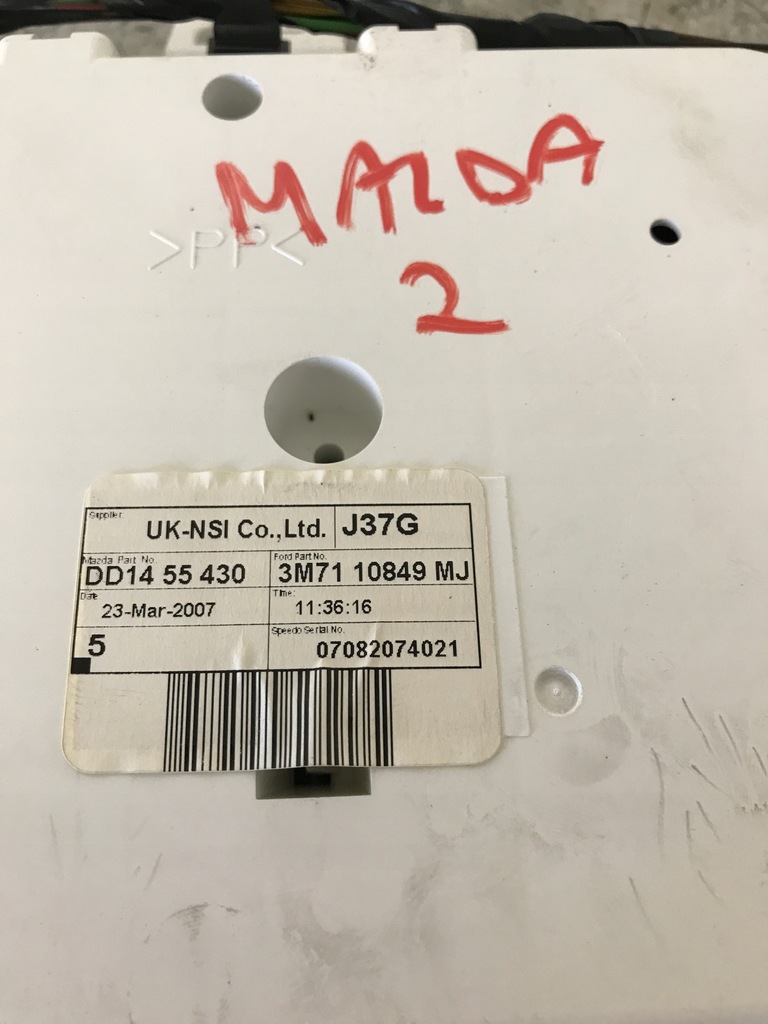 MAZDA
>PP<
2
Supplier:
UK-NSI Co.,Ltd. J37G
Mazda Part No. Ford Part No.
DD14 55 430 3M71 10849 MJ
Date Time:
23-Mar-2007 11:36:16
Speedo Serial No.
5 07082074021